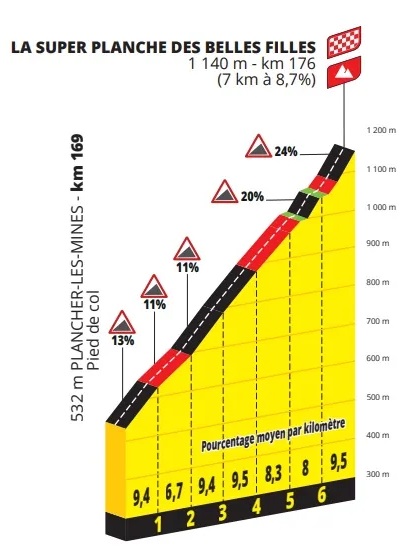 LA SUPER PLANCHE DES BELLES FILLES
1 140 m - km 176
(7 km à 8,7%)
532 m PLANCHER-LES-MINES - km 169
Pied de col
24%
20%
11%
11%
13%
1 200 m
1 100 m
1 000 m
900 m
800 m
700 m
600 m
500 m
400 m
300 m
Pourcentage moyen par kilomètre
9,4 6,7 9,4 9,5 8,3 8 9,5
1 2 3 4 5 6